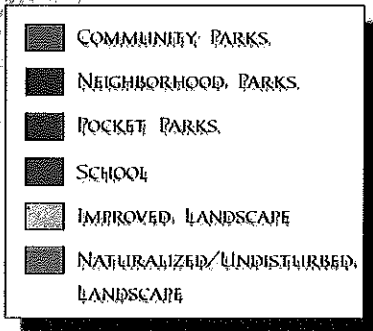 COMMUNITY PARKS
NEIGHBORHOOD PARKS
POCKET PARKS
SCHOOL
IMPROVED LANDSCAPE
NATURALIZED/UNDISTURBED
LANDSCAPE